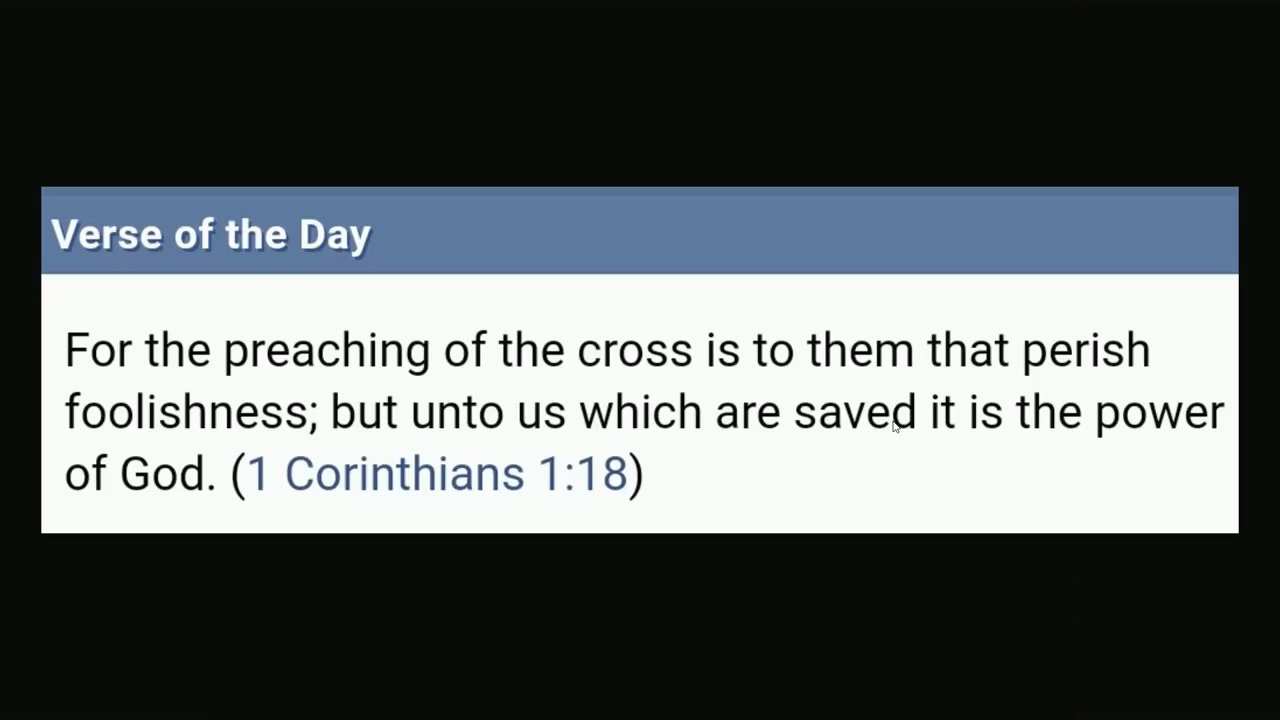 Verse of the Day
For the preaching of the cross is to them that perish
foolishness; but unto us which are saved it is the power
of God. (1 Corinthians 1:18)